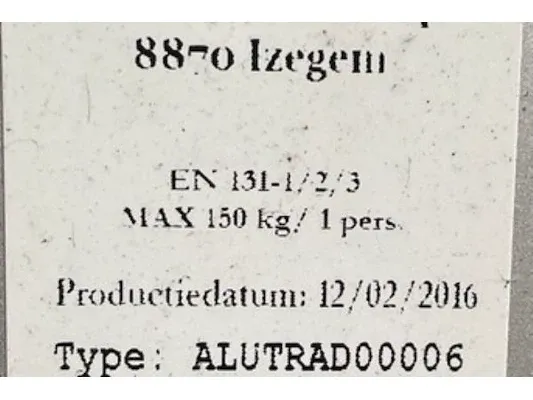 8870 Izegem
EN 131-1/2/3
MAX 150 kg/ 1 pers.
Productiedatum: 12/02/2016
Type: ALUTRAD00006